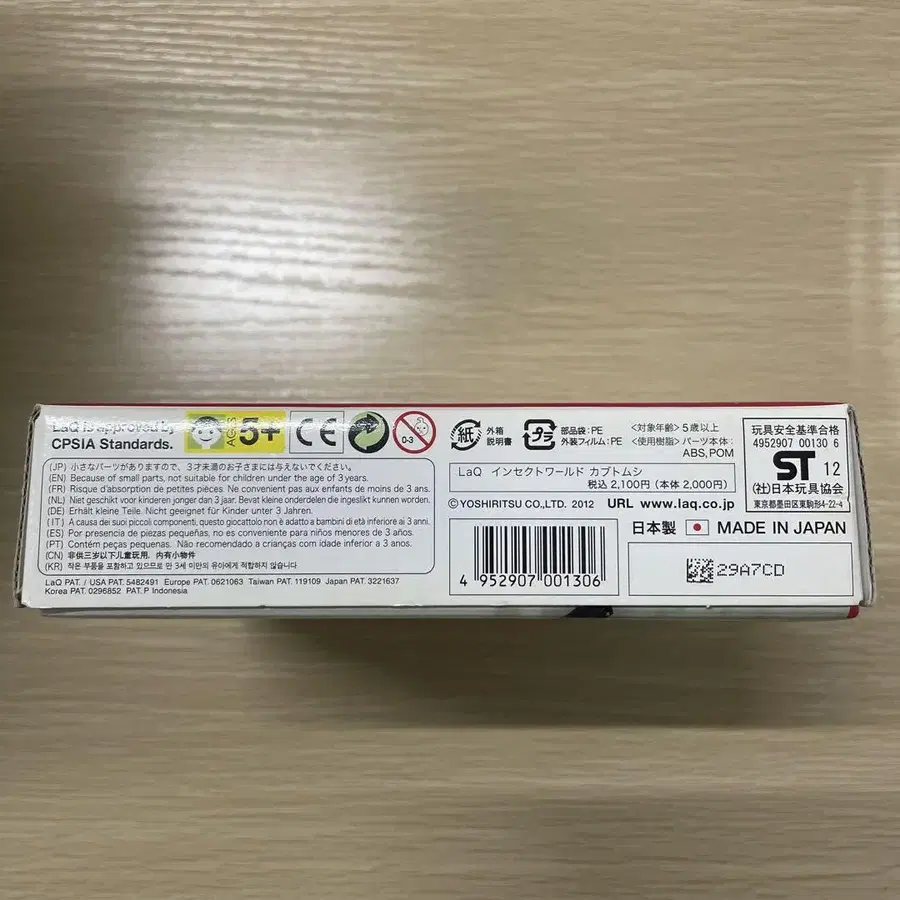 LaQ is approved by
CPSIA Standards.
AGES 5+
CE
0-3
(JP) 小さなパーツがありますので、3才未満のお子さまには与えないでください。
(EN) Because of small parts, not suitable for children under the age of 3 years.
(FR) Risque d'absorption de petites pièces. Ne convenient pas aux enfants de moins de 3 ans.
(NL) Niet geschikt voor kinderen jonger dan 3 jaar. Bevat kleine onderdelen die ingeslikt kunnen worden.
(DE) Erhält kleine Teile. Nicht geeignet für Kinder unter 3 Jahren.
(IT) A causa dei suoi piccoli componenti, questo giocattolo non è adatto a bambini di età inferiore ai 3 anni.
(ES) Por presencia de piezas pequeñas, no es conveniente para niños menores de 3 años.
(PT) Contém peças pequenas. Não recomendado a crianças com idade inferior a 3 anos.
(CN) 非供三岁以下儿童玩用, 内有小物件
(KR) 작은 부품을 포함하고 있으므로 만 3세 미만의 유아에게 적합하지 않습니다
LaQ PAT. / USA PAT. 5482491 Europe PAT. 0621063 Taiwan PAT. 119109 Japan PAT. 3221637
Korea PAT. 0296852 PAT. P Indonesia
紙 外箱
説明書
プラ 部品袋:PE
外装フィルム:PE
<対象年齢> 5歳以上
<使用樹脂> パーツ本体:
ABS,POM
LaQ インセクトワールド カブトムシ
税込 2,100円(本体 2,000円)
©YOSHIRITSU CO.,LTD. 2012 URL www.laq.co.jp
4 952907 001306
日本製 MADE IN JAPAN
29A7CD
玩具安全基準合格
4952907 00130 6
ST 12
(社)日本玩具協会
東京都墨田区東駒形4-22-4